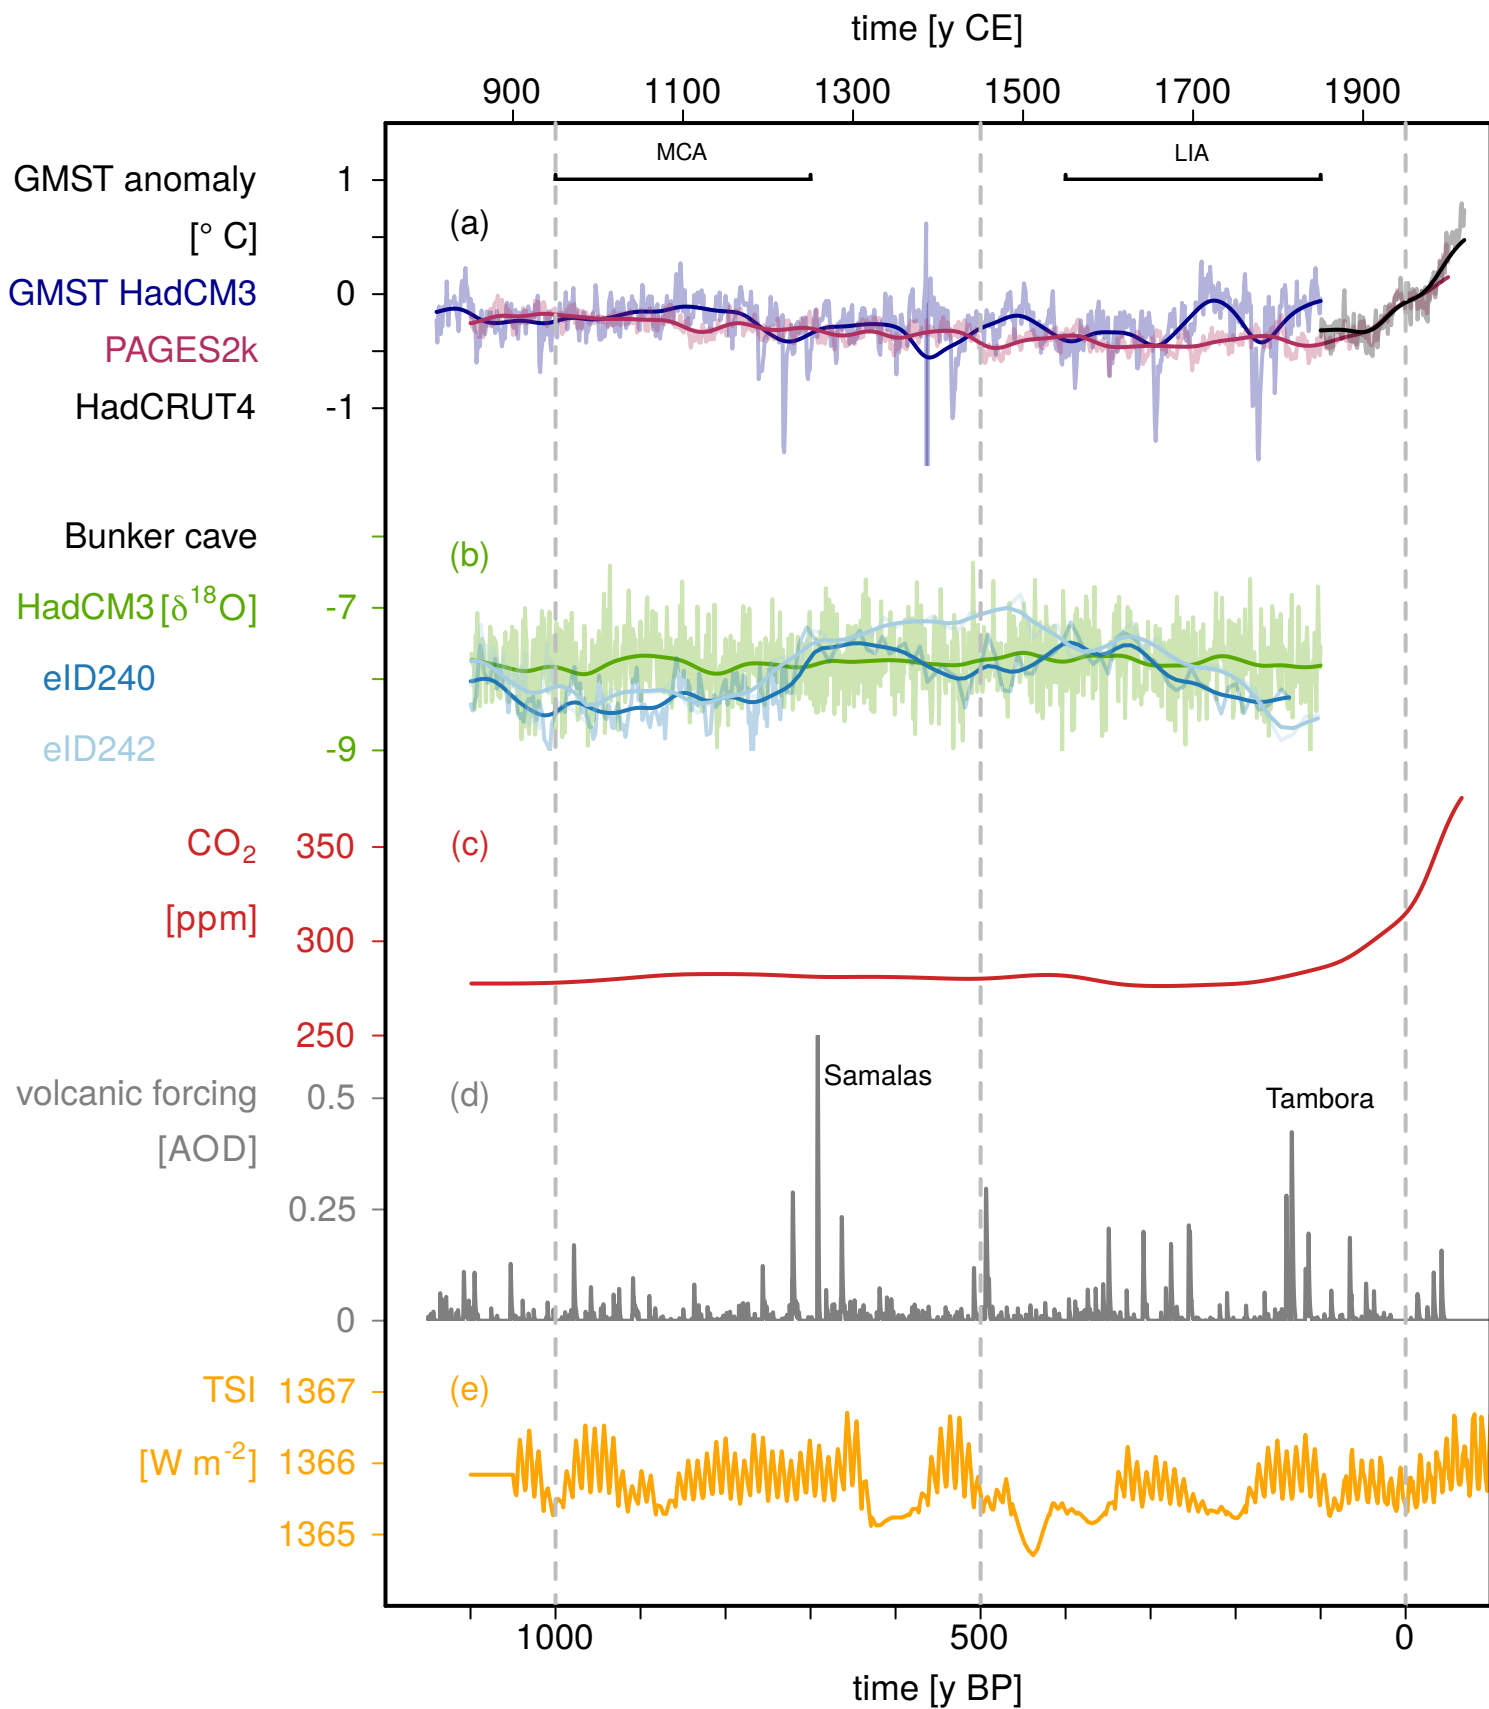 time [y CE]
900 1100 1300 1500 1700 1900
MCA LIA
GMST anomaly 1
(a)
[° C]
GMST HadCM3 0
PAGES2k
HadCRUT4 -1
Bunker cave
(b)
HadCM3 [δ¹⁸O] -7
eID240
eID242 -9
CO₂ 350 (c)
[ppm] 300
250
Samalas
volcanic forcing 0.5 (d) Tambora
[AOD]
0.25
0
TSI 1367 (e)
[W m⁻²] 1366
1365
1000 500 0
time [y BP]